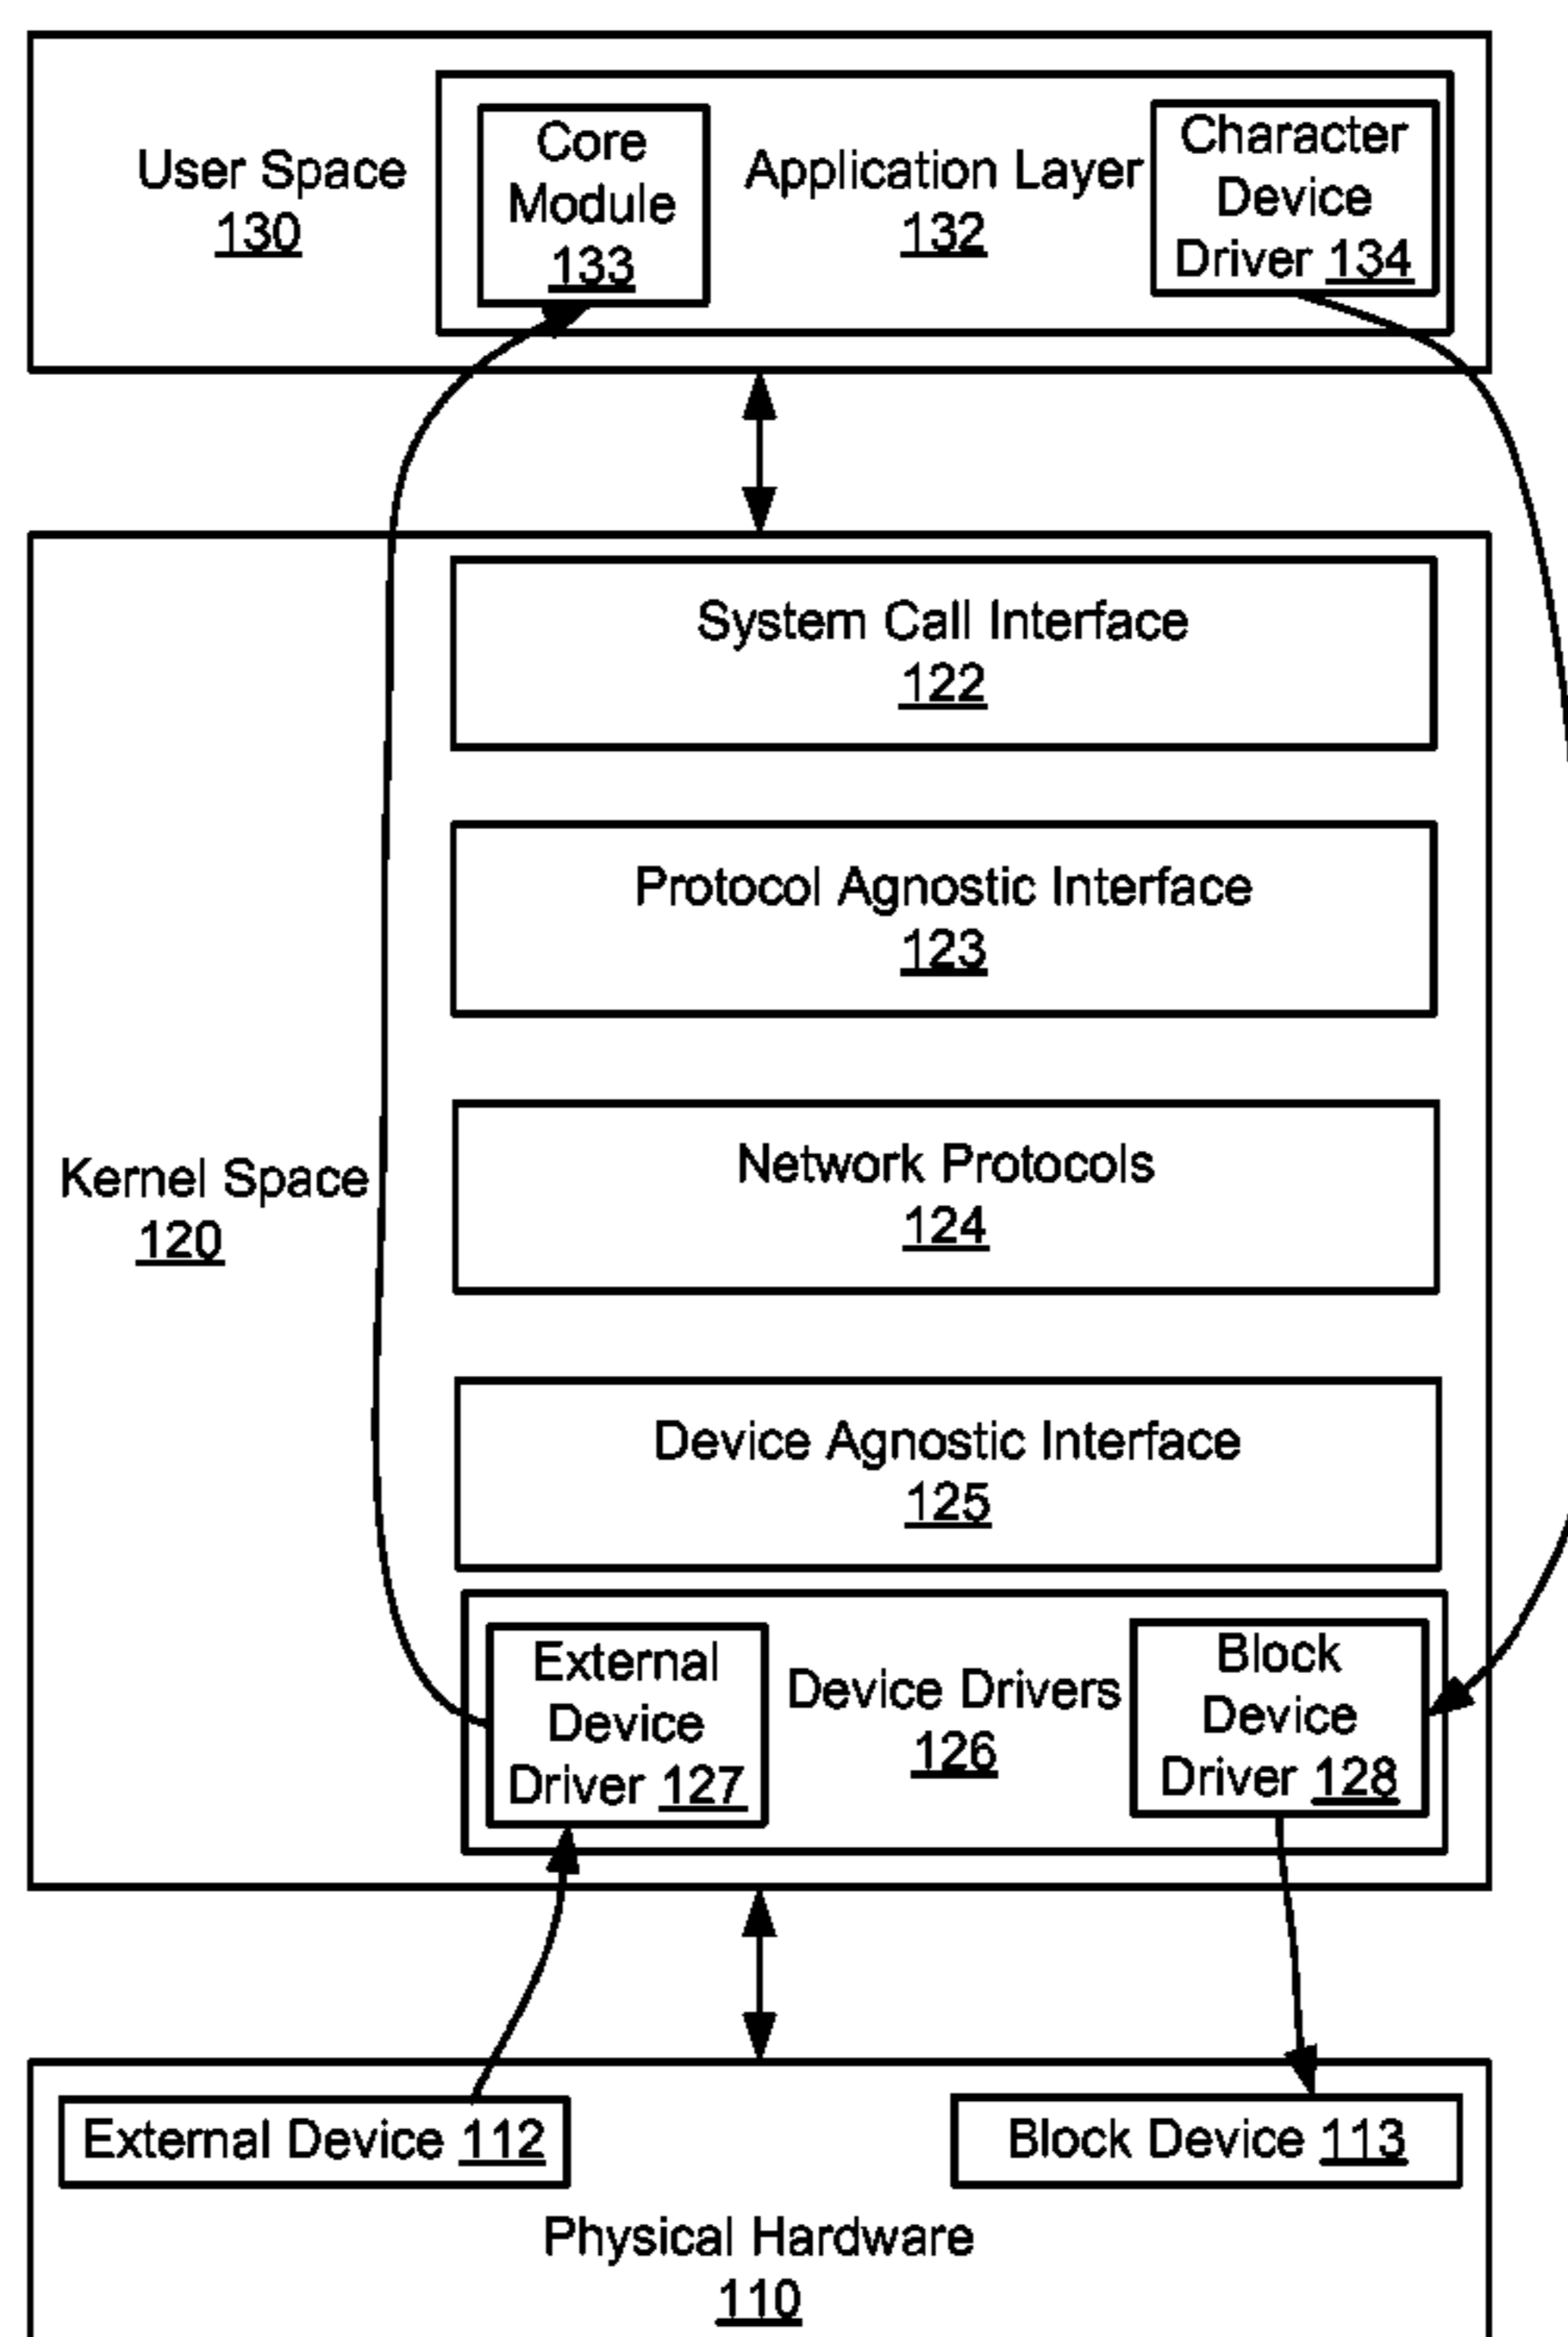 User Space
130
Core
Module
133
Application Layer
132
Character
Device
Driver 134
System Call Interface
122
Protocol Agnostic Interface
123
Network Protocols
124
Kernel Space
120
Device Agnostic Interface
125
External
Device
Driver 127
Device Drivers
126
Block
Device
Driver 128
External Device 112
Block Device 113
Physical Hardware
110